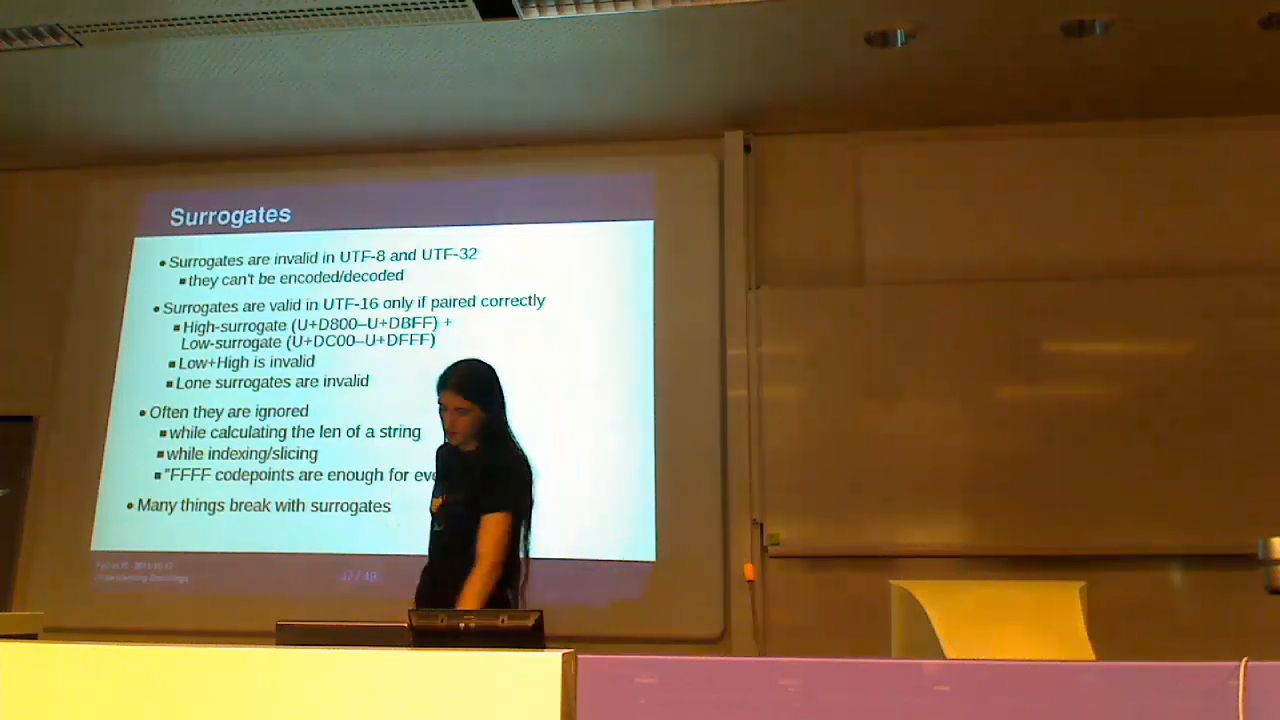 Surrogates
• Surrogates are invalid in UTF-8 and UTF-32
▪ they can't be encoded/decoded
• Surrogates are valid in UTF-16 only if paired correctly
▪ High-surrogate (U+D800–U+DBFF) +
Low-surrogate (U+DC00–U+DFFF)
▪ Low+High is invalid
▪ Lone surrogates are invalid
• Often they are ignored
▪ while calculating the len of a string
▪ while indexing/slicing
▪ "FFFF codepoints are enough for eve
• Many things break with surrogates
Understanding Encodings